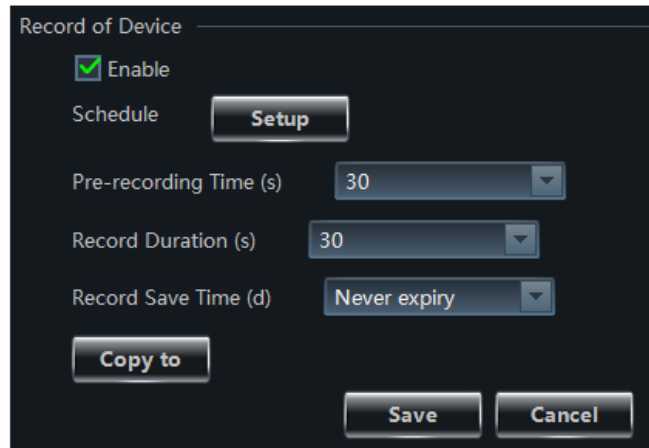 Record of Device
Enable
Schedule Setup
Pre-recording Time (s) 30
Record Duration (s) 30
Record Save Time (d) Never expiry
Copy to
Save Cancel